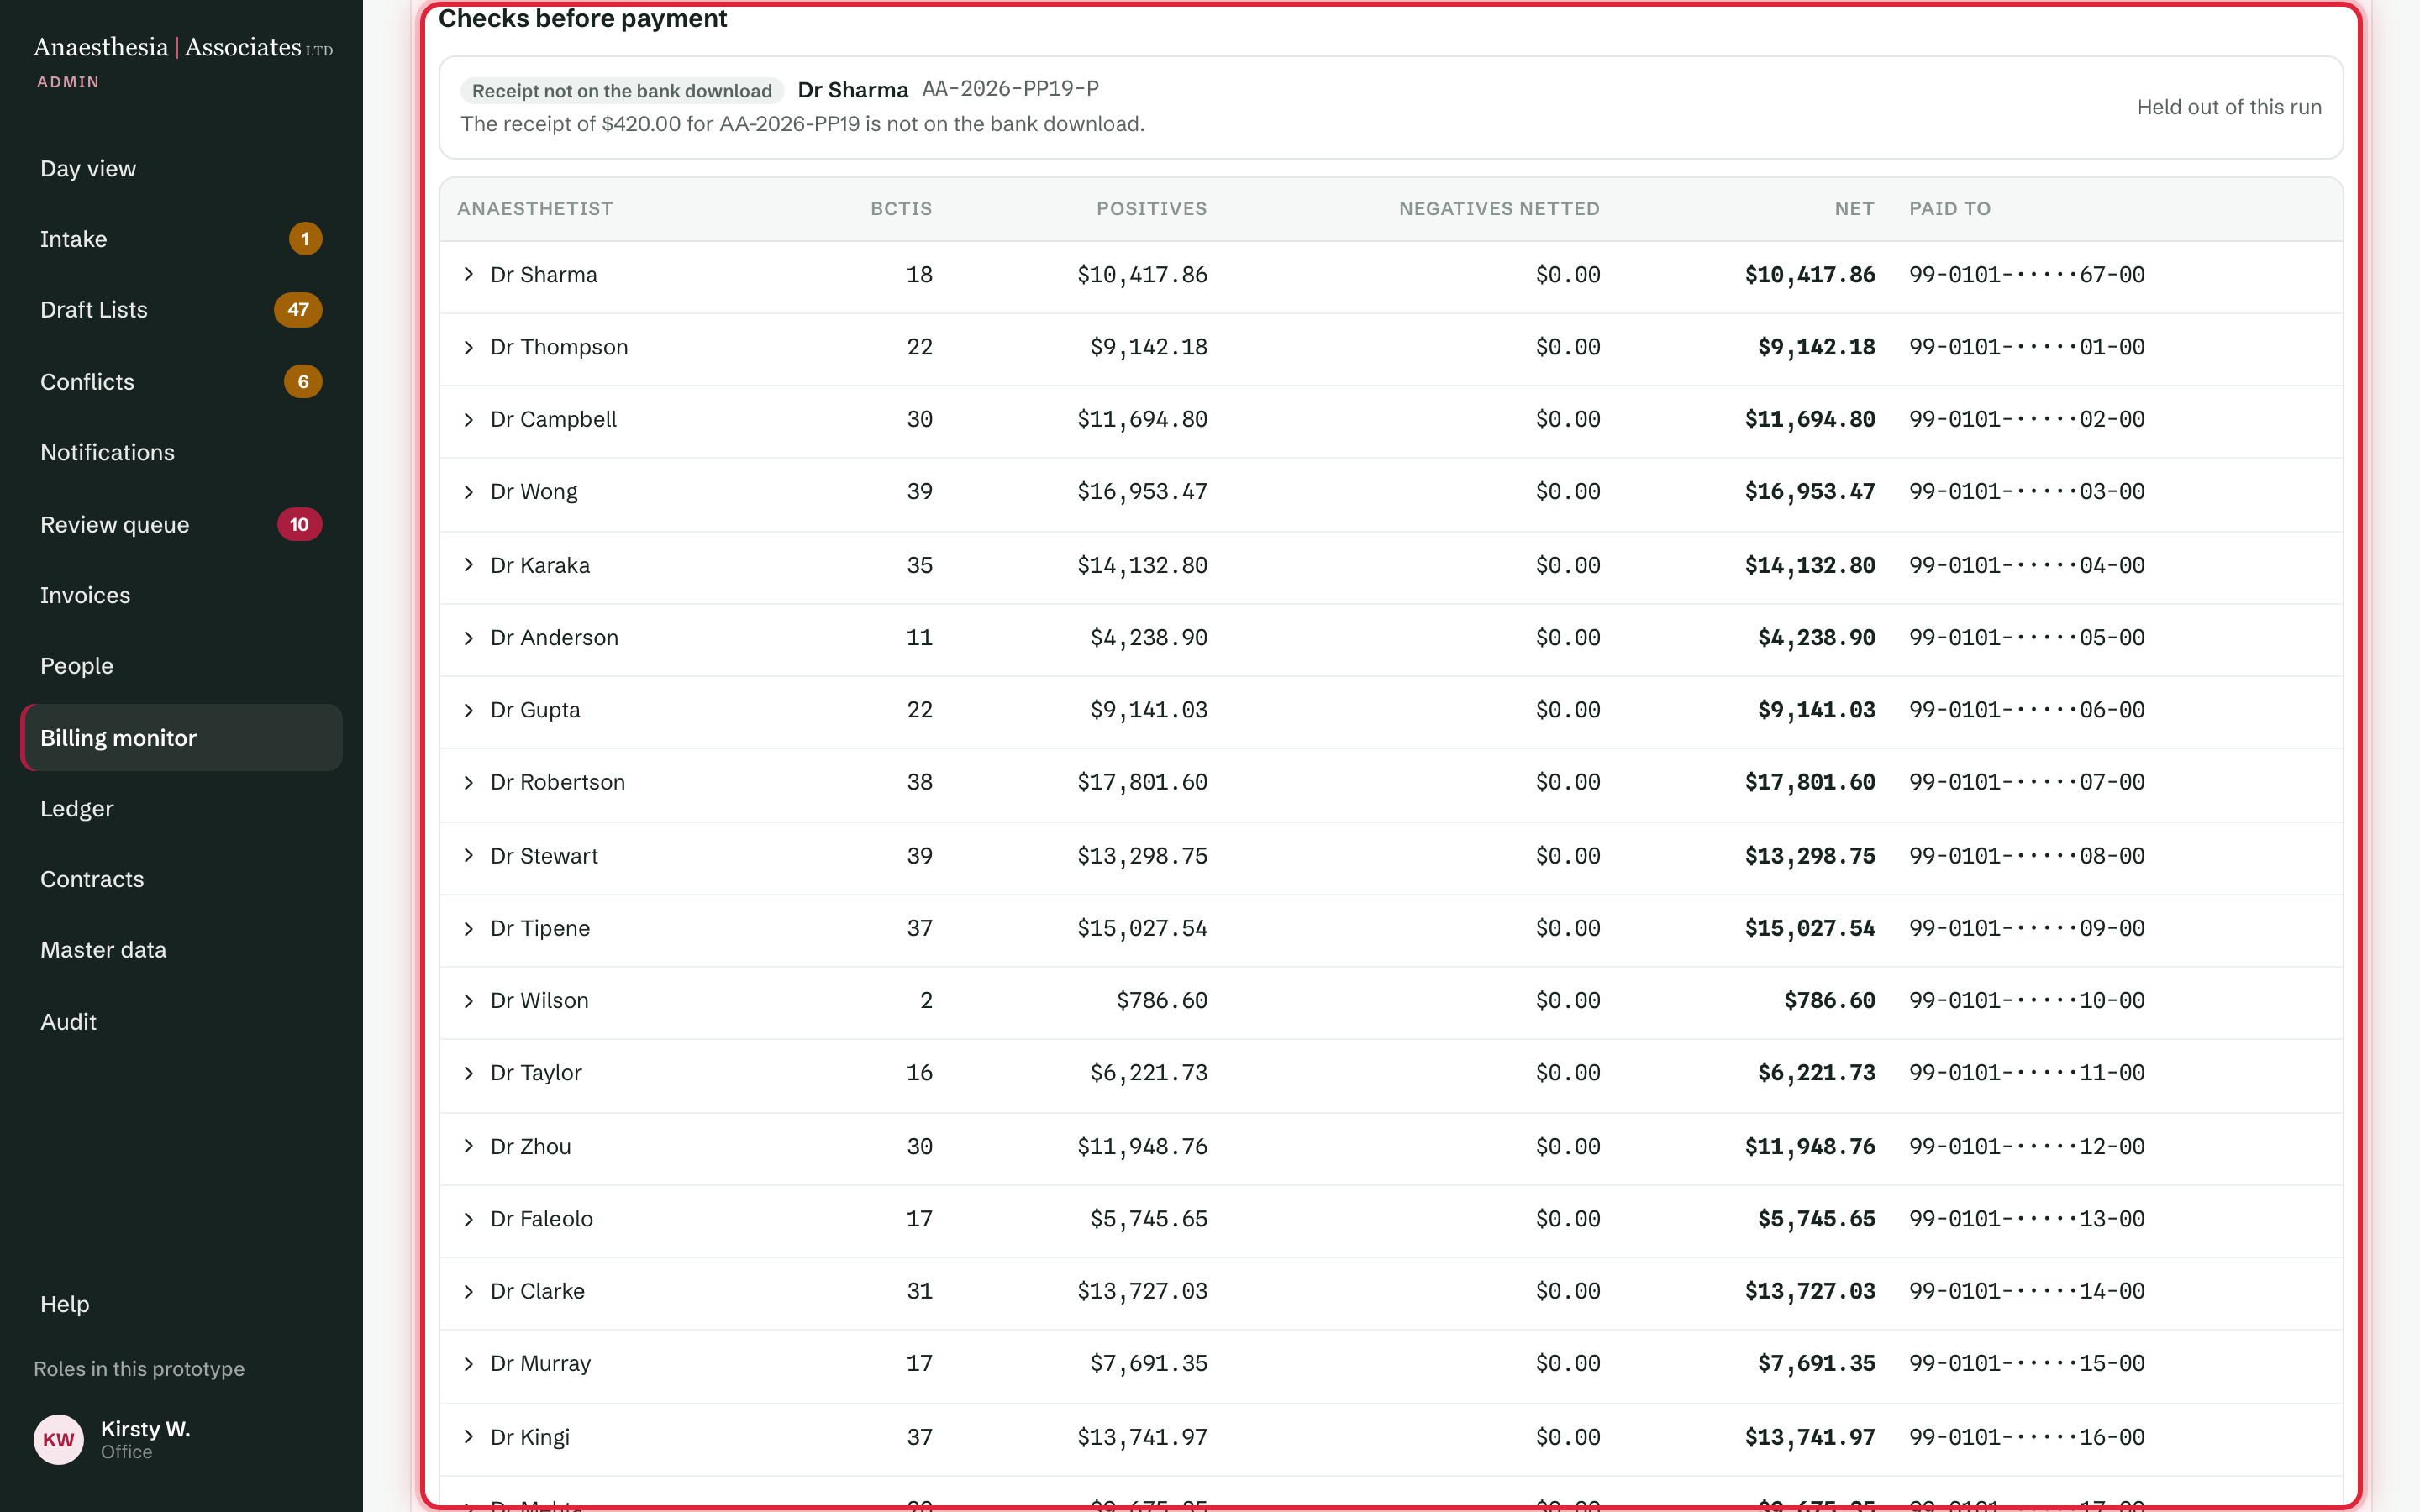 Anaesthesia | Associates LTD
ADMIN
Day view
Intake 1
Draft Lists 47
Conflicts 6
Notifications
Review queue 10
Invoices
People
Billing monitor
Ledger
Contracts
Master data
Audit
Help
Roles in this prototype
KW Kirsty W.
Office
Checks before payment
Receipt not on the bank download Dr Sharma AA-2026-PP19-P
The receipt of $420.00 for AA-2026-PP19 is not on the bank download.
Held out of this run
ANAESTHETIST BCTIS POSITIVES NEGATIVES NETTED NET PAID TO
Dr Sharma 18 $10,417.86 $0.00 $10,417.86 99-0101-·····67-00
Dr Thompson 22 $9,142.18 $0.00 $9,142.18 99-0101-·····01-00
Dr Campbell 30 $11,694.80 $0.00 $11,694.80 99-0101-·····02-00
Dr Wong 39 $16,953.47 $0.00 $16,953.47 99-0101-·····03-00
Dr Karaka 35 $14,132.80 $0.00 $14,132.80 99-0101-·····04-00
Dr Anderson 11 $4,238.90 $0.00 $4,238.90 99-0101-·····05-00
Dr Gupta 22 $9,141.03 $0.00 $9,141.03 99-0101-·····06-00
Dr Robertson 38 $17,801.60 $0.00 $17,801.60 99-0101-·····07-00
Dr Stewart 39 $13,298.75 $0.00 $13,298.75 99-0101-·····08-00
Dr Tipene 37 $15,027.54 $0.00 $15,027.54 99-0101-·····09-00
Dr Wilson 2 $786.60 $0.00 $786.60 99-0101-·····10-00
Dr Taylor 16 $6,221.73 $0.00 $6,221.73 99-0101-·····11-00
Dr Zhou 30 $11,948.76 $0.00 $11,948.76 99-0101-·····12-00
Dr Faleolo 17 $5,745.65 $0.00 $5,745.65 99-0101-·····13-00
Dr Clarke 31 $13,727.03 $0.00 $13,727.03 99-0101-·····14-00
Dr Murray 17 $7,691.35 $0.00 $7,691.35 99-0101-·····15-00
Dr Kingi 37 $13,741.97 $0.00 $13,741.97 99-0101-·····16-00